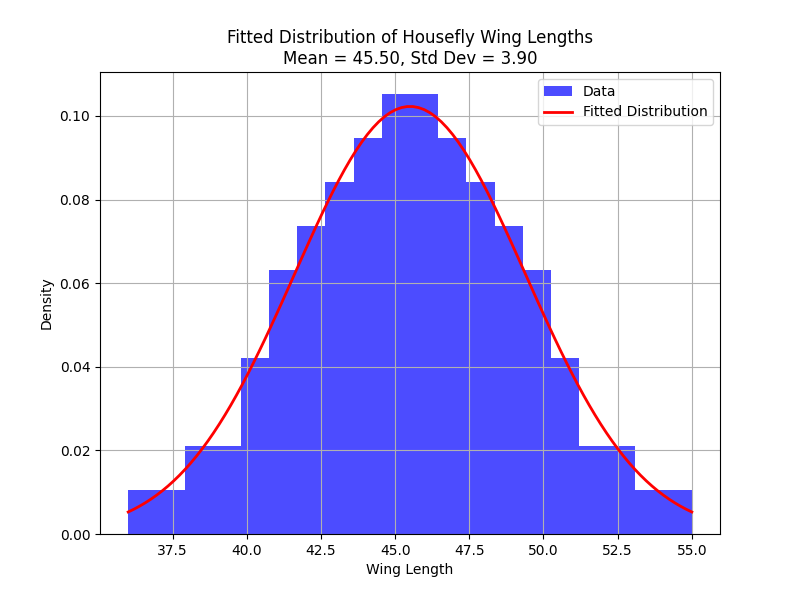 Fitted Distribution of Housefly Wing Lengths
Mean = 45.50, Std Dev = 3.90
Data
Fitted Distribution
0.10
0.08
0.06
0.04
0.02
0.00
Density
37.5 40.0 42.5 45.0 47.5 50.0 52.5 55.0
Wing Length